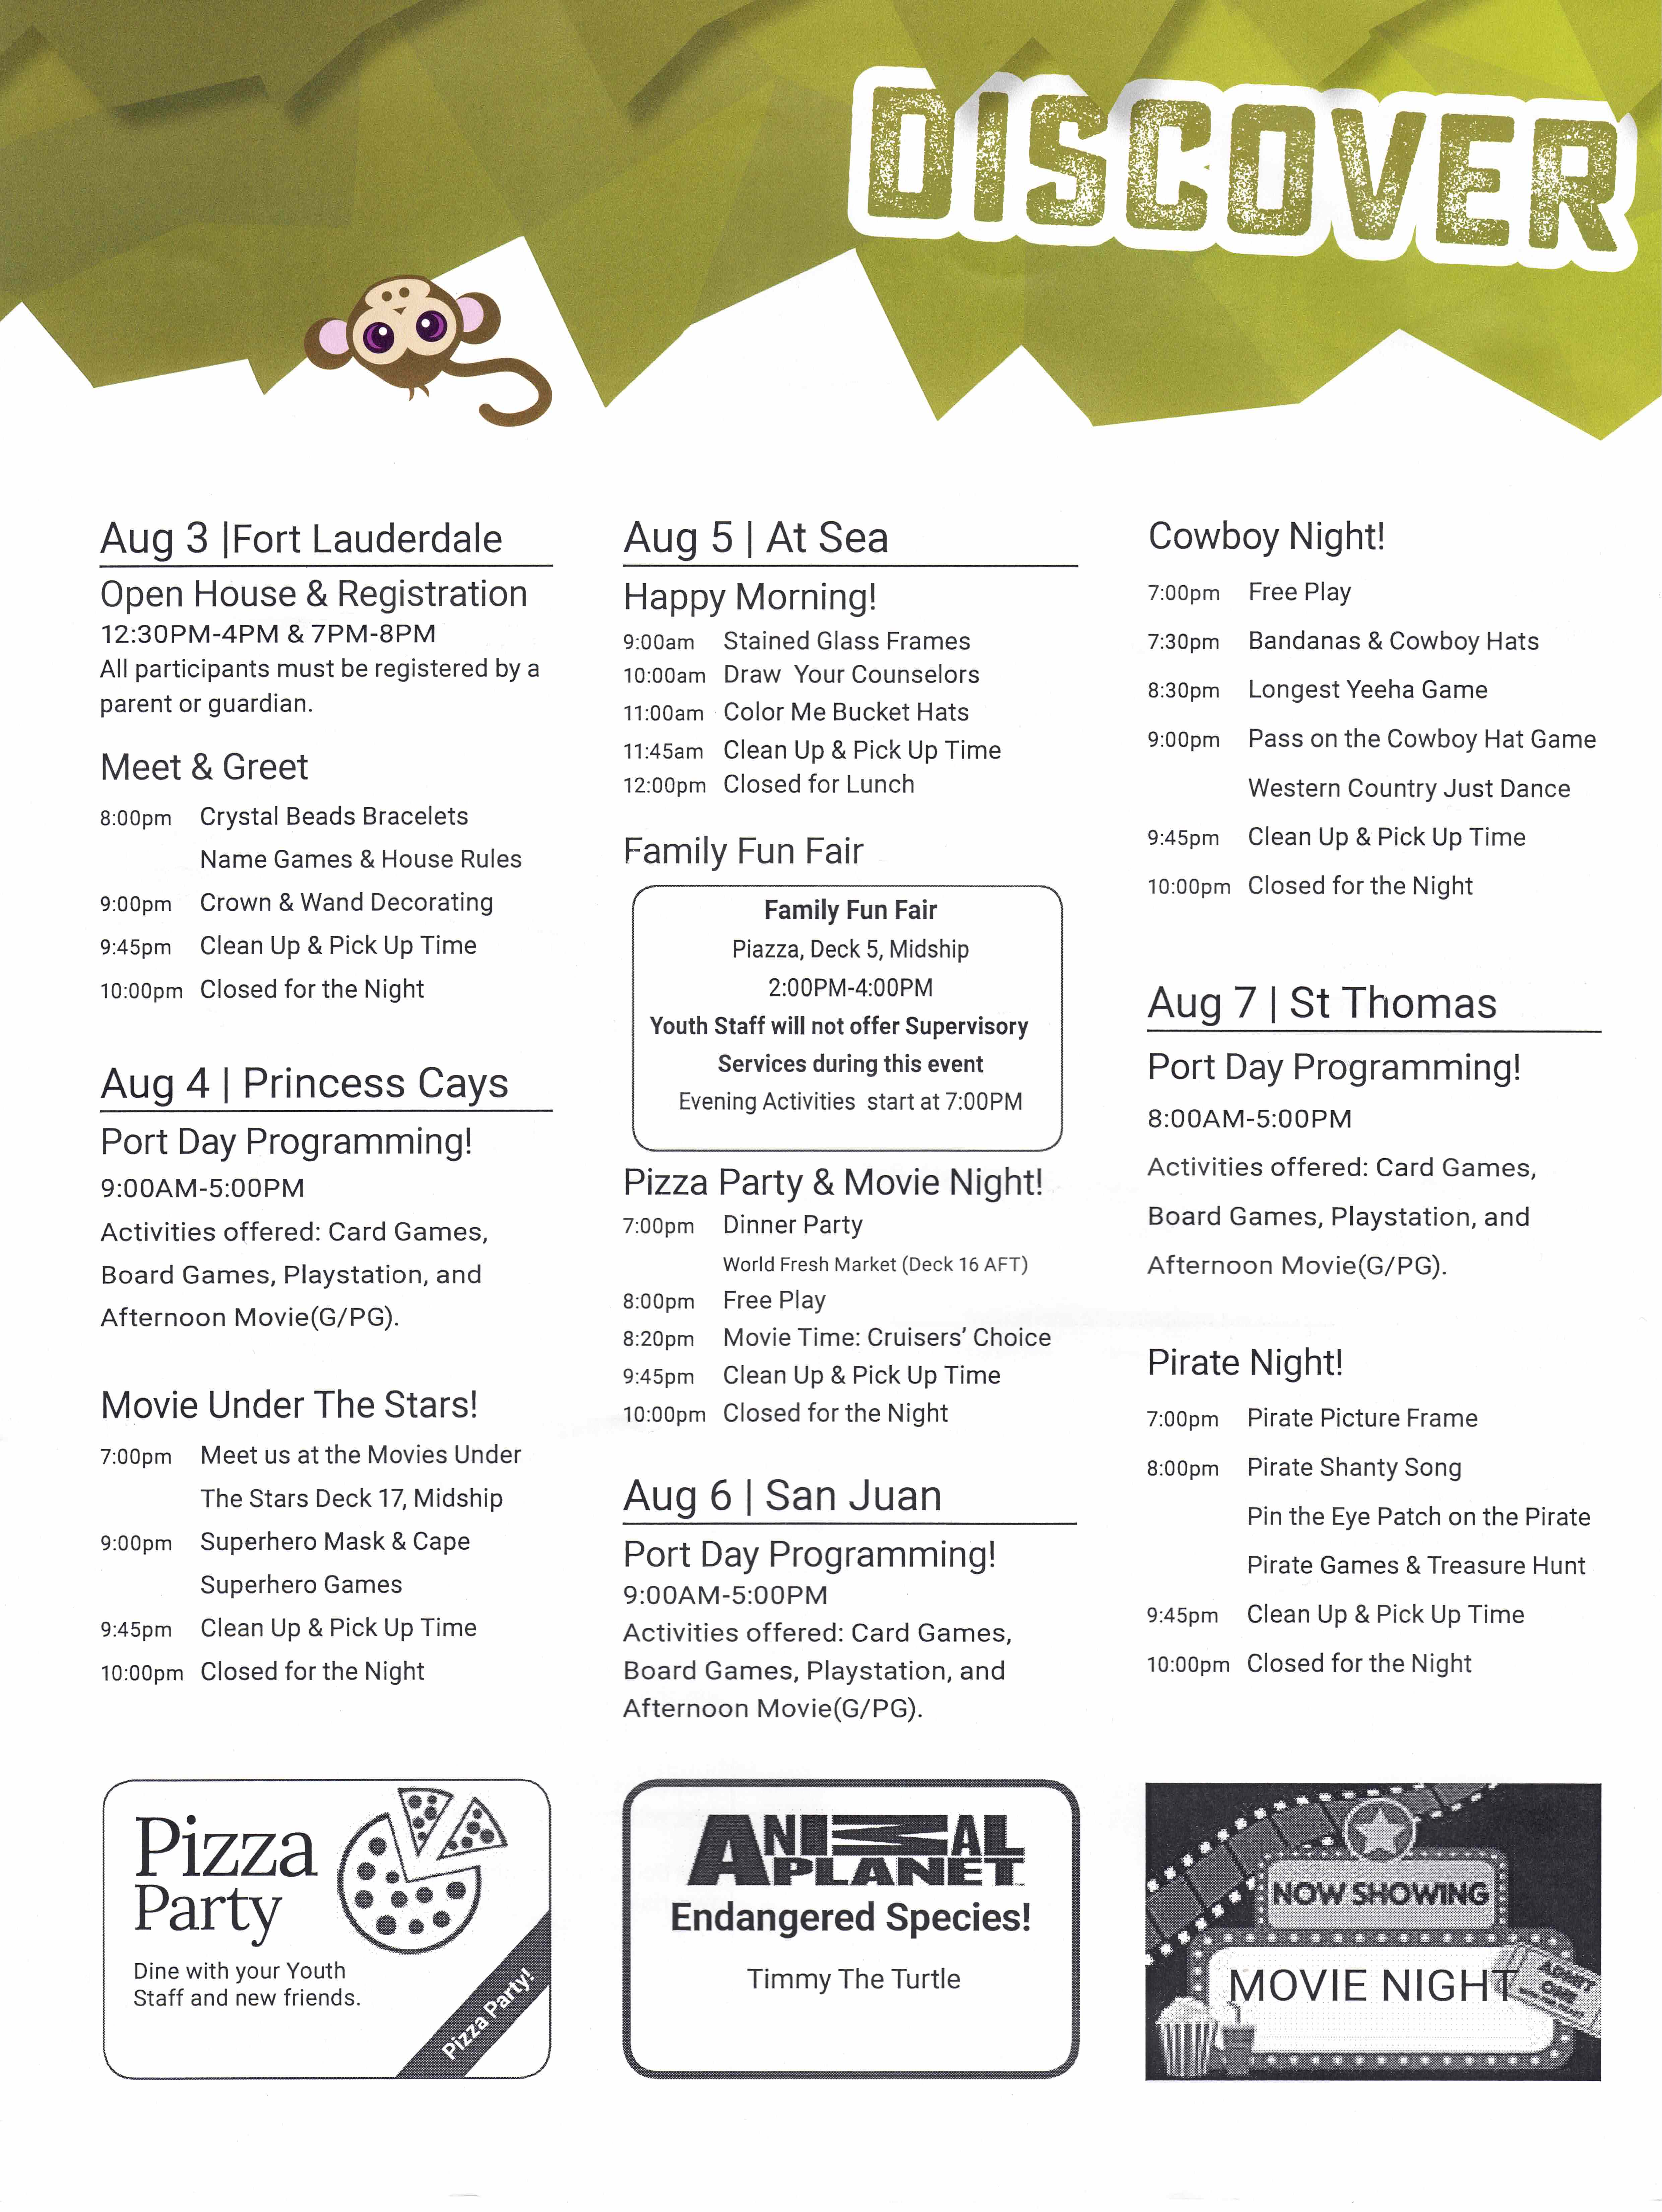 DISCOVER
Aug 3 |Fort Lauderdale
Open House & Registration
12:30PM-4PM & 7PM-8PM
All participants must be registered by a
parent or guardian.
Meet & Greet
8:00pm Crystal Beads Bracelets
Name Games & House Rules
9:00pm Crown & Wand Decorating
9:45pm Clean Up & Pick Up Time
10:00pm Closed for the Night
Aug 4 | Princess Cays
Port Day Programming!
9:00AM-5:00PM
Activities offered: Card Games,
Board Games, Playstation, and
Afternoon Movie(G/PG).
Movie Under The Stars!
7:00pm Meet us at the Movies Under
The Stars Deck 17, Midship
9:00pm Superhero Mask & Cape
Superhero Games
9:45pm Clean Up & Pick Up Time
10:00pm Closed for the Night
Aug 5 | At Sea
Happy Morning!
9:00am Stained Glass Frames
10:00am Draw Your Counselors
11:00am Color Me Bucket Hats
11:45am Clean Up & Pick Up Time
12:00pm Closed for Lunch
Family Fun Fair
Family Fun Fair
Piazza, Deck 5, Midship
2:00PM-4:00PM
Youth Staff will not offer Supervisory
Services during this event
Evening Activities start at 7:00PM
Pizza Party & Movie Night!
7:00pm Dinner Party
World Fresh Market (Deck 16 AFT)
8:00pm Free Play
8:20pm Movie Time: Cruisers' Choice
9:45pm Clean Up & Pick Up Time
10:00pm Closed for the Night
Aug 6 | San Juan
Port Day Programming!
9:00AM-5:00PM
Activities offered: Card Games,
Board Games, Playstation, and
Afternoon Movie(G/PG).
Cowboy Night!
7:00pm Free Play
7:30pm Bandanas & Cowboy Hats
8:30pm Longest Yeeha Game
9:00pm Pass on the Cowboy Hat Game
Western Country Just Dance
9:45pm Clean Up & Pick Up Time
10:00pm Closed for the Night
Aug 7 | St Thomas
Port Day Programming!
8:00AM-5:00PM
Activities offered: Card Games,
Board Games, Playstation, and
Afternoon Movie(G/PG).
Pirate Night!
7:00pm Pirate Picture Frame
8:00pm Pirate Shanty Song
Pin the Eye Patch on the Pirate
Pirate Games & Treasure Hunt
9:45pm Clean Up & Pick Up Time
10:00pm Closed for the Night
Pizza
Party
Dine with your Youth
Staff and new friends.
Pizza Party!
ANIMAL
PLANET
Endangered Species!
Timmy The Turtle
NOW SHOWING
MOVIE NIGHT
ADMIT
ONE